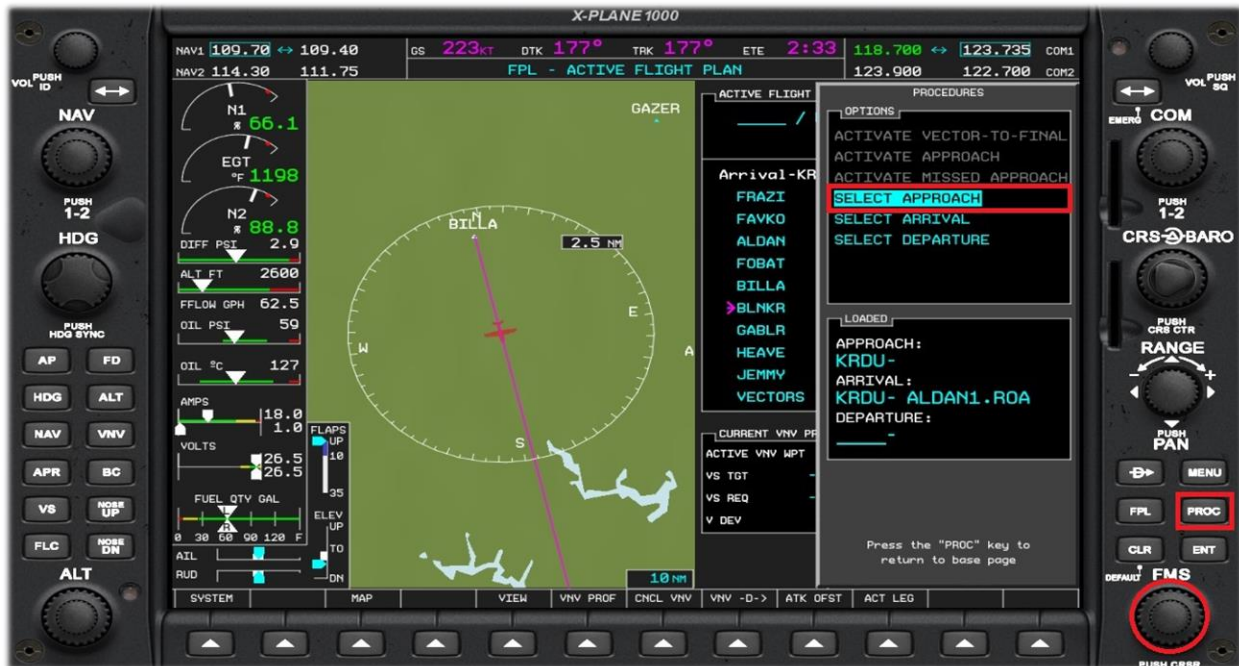 X-PLANE 1000
NAV1 109.70 ↔ 109.40
NAV2 114.30 111.75
GS 223KT DTK 177° TRK 177° ETE 2:33
FPL - ACTIVE FLIGHT PLAN
118.700 ↔ 123.735 COM1
123.900 122.700 COM2
VOL PUSH ID
NAV
PUSH 1-2
HDG
PUSH HDG SYNC
AP FD
HDG ALT
NAV VNV
APR BC
VS NOSE UP
FLC NOSE DN
ALT
N1 % 66.1
EGT °F 1198
N2 % 88.8
DIFF PSI 2.9
ALT FT 2600
FFLOW GPH 62.5
OIL PSI 59
OIL ºC 127
AMPS 18.0
1.0
VOLTS 26.5
26.5
FUEL QTY GAL
L
R
0 30 60 90 120 F
AIL
RUD
FLAPS
UP
10
35
ELEV
UP
TO
DN
GAZER
N
BILLA
2.5 NM
E
W
A
S
10 NM
ACTIVE FLIGHT
_____ /
Arrival-KR
FRAZI
FAVKO
ALDAN
FOBAT
BILLA
BLNKR
GABLR
HEAVE
JEMMY
VECTORS
CURRENT VNV PR
ACTIVE VNV WPT
VS TGT -
VS REQ -
V DEV
PROCEDURES
OPTIONS
ACTIVATE VECTOR-TO-FINAL
ACTIVATE APPROACH
ACTIVATE MISSED APPROACH
SELECT APPROACH
SELECT ARRIVAL
SELECT DEPARTURE
LOADED
APPROACH:
KRDU-
ARRIVAL:
KRDU- ALDAN1.ROA
DEPARTURE:
_____-
Press the "PROC" key to
return to base page
SYSTEM MAP VIEW VNV PROF CNCL VNV VNV -D-> ATK OFST ACT LEG
VOL PUSH SQ
EMERG COM
PUSH 1-2
CRS BARO
PUSH CRS CTR
RANGE
- +
PUSH PAN
D MENU
FPL PROC
CLR ENT
DEFAULT FMS
PUSH CRSR